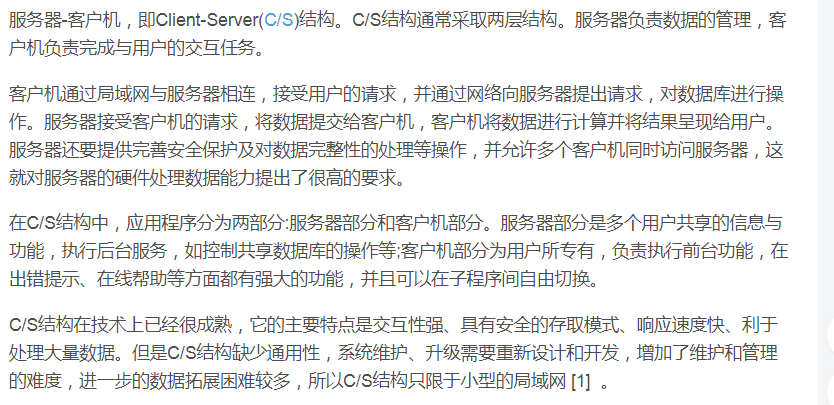 服务器-客户机，即Client-Server(C/S)结构。C/S结构通常采取两层结构。服务器负责数据的管理，客
户机负责完成与用户的交互任务。
客户机通过局域网与服务器相连，接受用户的请求，并通过网络向服务器提出请求，对数据库进行操
作。服务器接受客户机的请求，将数据提交给客户机，客户机将数据进行计算并将结果呈现给用户。
服务器还要提供完善安全保护及对数据完整性的处理等操作，并允许多个客户机同时访问服务器，这
就对服务器的硬件处理数据能力提出了很高的要求。
在C/S结构中，应用程序分为两部分:服务器部分和客户机部分。服务器部分是多个用户共享的信息与
功能，执行后台服务，如控制共享数据库的操作等;客户机部分为用户所专有，负责执行前台功能，在
出错提示、在线帮助等方面都有强大的功能，并且可以在子程序间自由切换。
C/S结构在技术上已经很成熟，它的主要特点是交互性强、具有安全的存取模式、响应速度快、利于
处理大量数据。但是C/S结构缺少通用性，系统维护、升级需要重新设计和开发，增加了维护和管理
的难度，进一步的数据拓展困难较多，所以C/S结构只限于小型的局域网 [1] 。